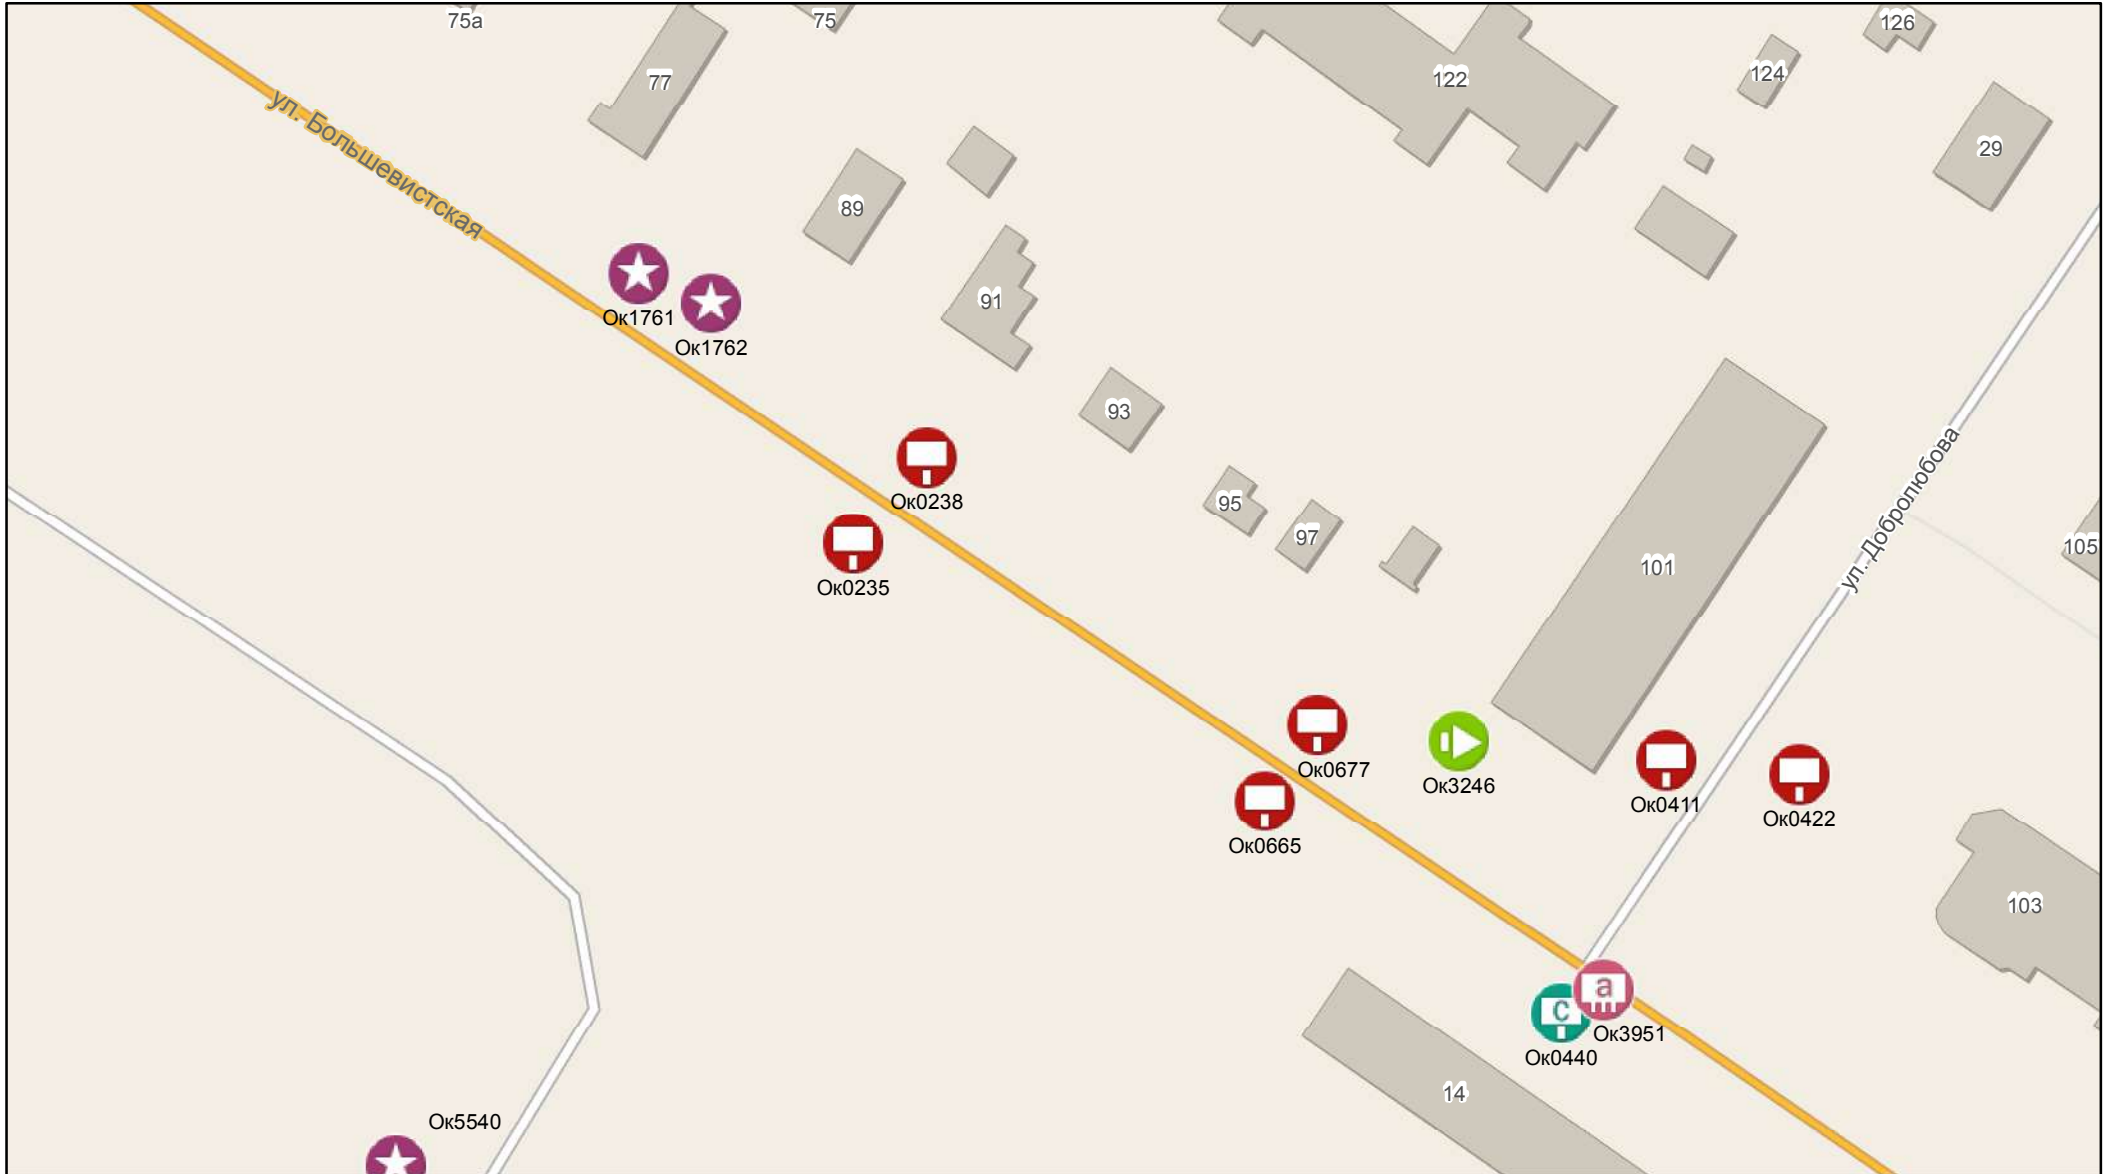 75а
75
126
122
124
77
ул. Большевистская
29
89
91
Ок1761
Ок1762
93
Ок0238
95
97
ул. Добролюбова
105
101
Ок0235
Ок0677
Ок3246
Ок0411
Ок0422
Ок0665
103
a
c
Ок3951
Ок0440
14
Ок5540